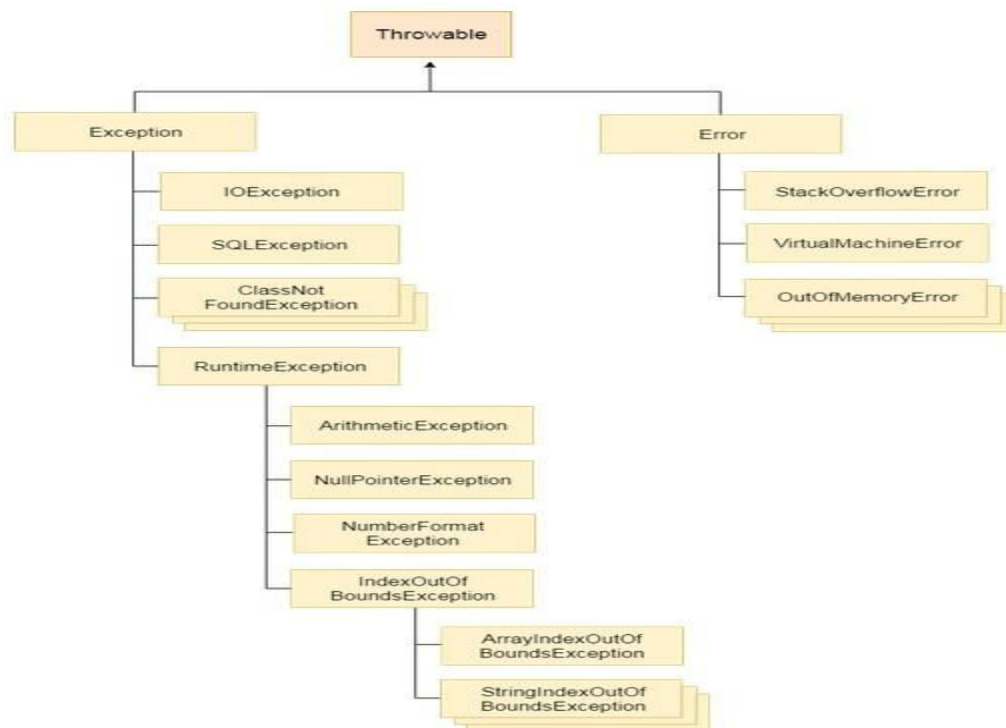 Throwable
Exception
Error
IOException
StackOverflowError
SQLException
VirtualMachineError
ClassNot
FoundException
OutOfMemoryError
RuntimeException
ArithmeticException
NullPointerException
NumberFormat
Exception
IndexOutOf
BoundsException
ArrayIndexOutOf
BoundsException
StringIndexOutOf
BoundsException